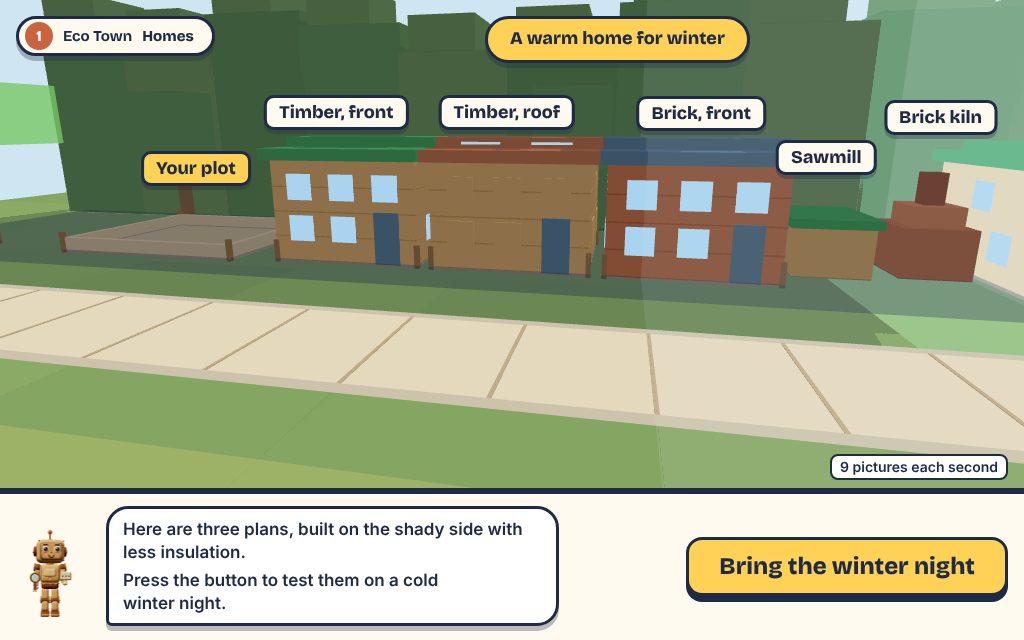 1 Eco Town Homes
A warm home for winter
Timber, front
Timber, roof
Brick, front
Brick kiln
Sawmill
Your plot
9 pictures each second
Here are three plans, built on the shady side with
less insulation.
Press the button to test them on a cold
winter night.
Bring the winter night